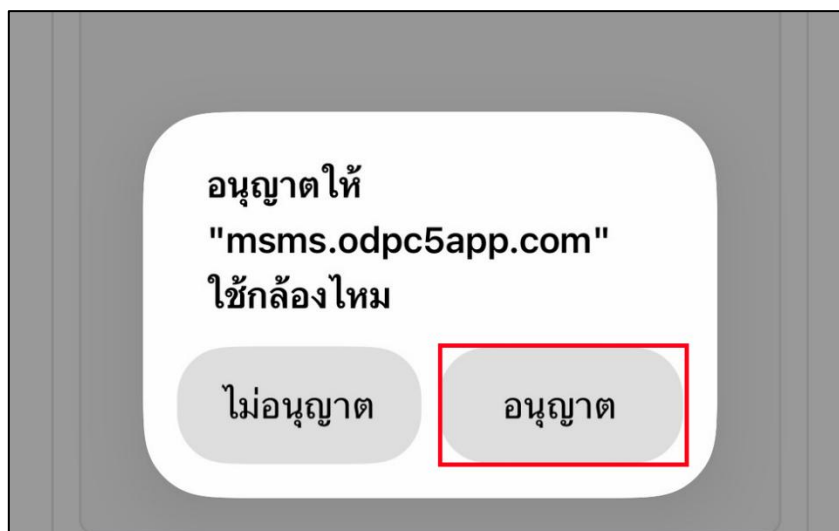 อนุญาตให้
"msms.odpc5app.com"
ใช้กล้องไหม
ไม่อนุญาต
อนุญาต